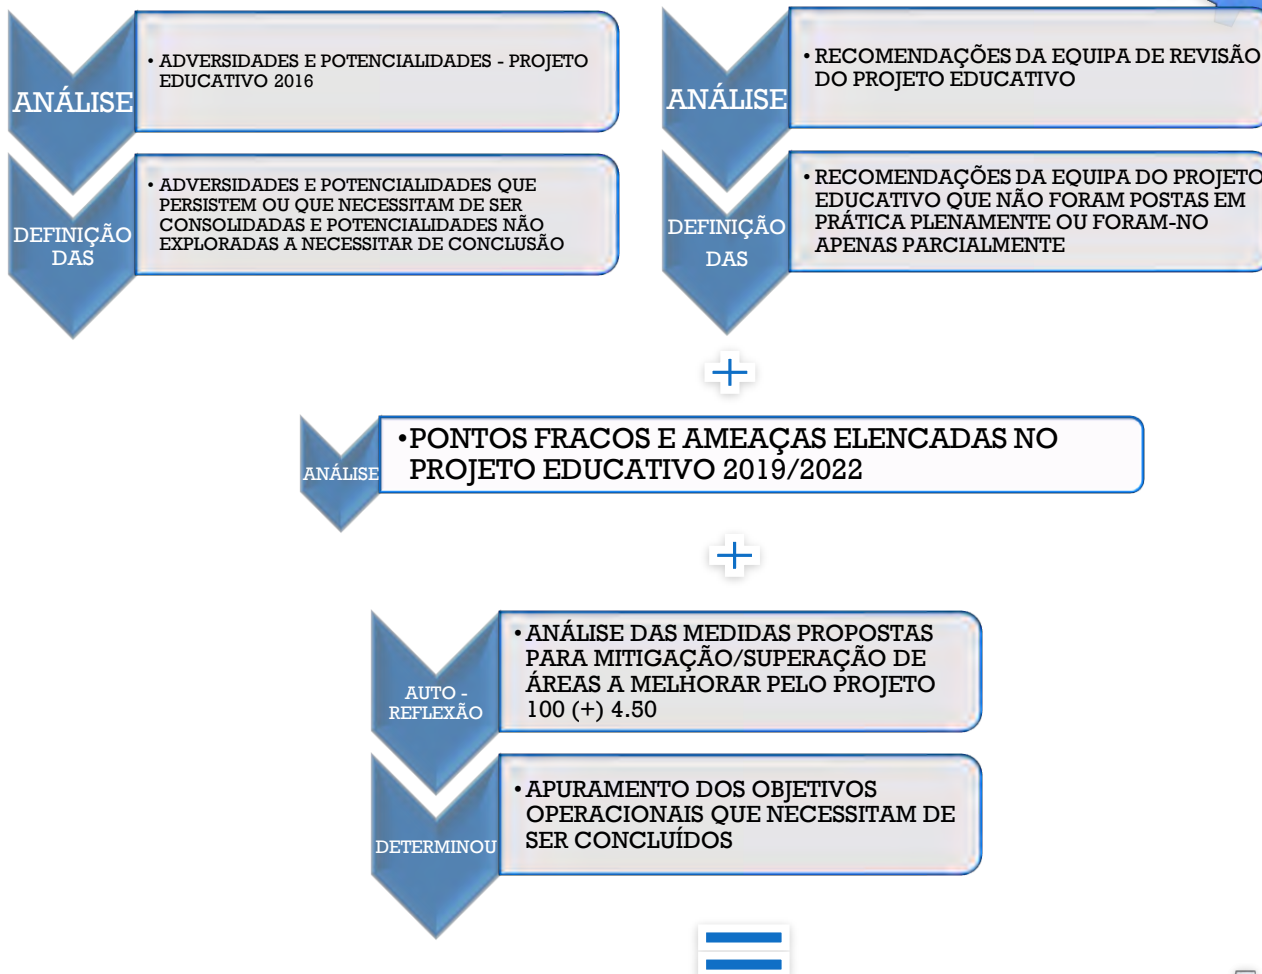 ANÁLISE
• ADVERSIDADES E POTENCIALIDADES - PROJETO
EDUCATIVO 2016
DEFINIÇÃO
DAS
• ADVERSIDADES E POTENCIALIDADES QUE
PERSISTEM OU QUE NECESSITAM DE SER
CONSOLIDADAS E POTENCIALIDADES NÃO
EXPLORADAS A NECESSITAR DE CONCLUSÃO
ANÁLISE
• RECOMENDAÇÕES DA EQUIPA DE REVISÃO
DO PROJETO EDUCATIVO
DEFINIÇÃO
DAS
• RECOMENDAÇÕES DA EQUIPA DO PROJETO
EDUCATIVO QUE NÃO FORAM POSTAS EM
PRÁTICA PLENAMENTE OU FORAM-NO
APENAS PARCIALMENTE
+
ANÁLISE
• PONTOS FRACOS E AMEAÇAS ELENCADAS NO
PROJETO EDUCATIVO 2019/2022
+
AUTO -
REFLEXÃO
• ANÁLISE DAS MEDIDAS PROPOSTAS
PARA MITIGAÇÃO/SUPERAÇÃO DE
ÁREAS A MELHORAR PELO PROJETO
100 (+) 4.50
DETERMINOU
• APURAMENTO DOS OBJETIVOS
OPERACIONAIS QUE NECESSITAM DE
SER CONCLUÍDOS
=